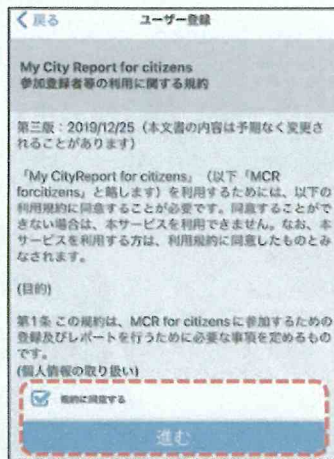 戻る ユーザー登録
My City Report for citizens
参加登録者等の利用に関する規約
第三版：2019/12/25（本文書の内容は予期なく変更さ
れることがあります）
「My CityReport for citizens」（以下「MCR
forcitizens」と略します）を利用するためには、以下の
利用規約に同意することが必要です。同意することがで
きない場合は、本サービスを利用できません。なお、本
サービスを利用する方は、利用規約に同意したものとみ
なされます。
(目的)
第1条 この規約は、MCR for citizensに参加するための
登録及びレポートを行うために必要な事項を定めるもの
です。
(個人情報の取り扱い)
規約に同意する
進む